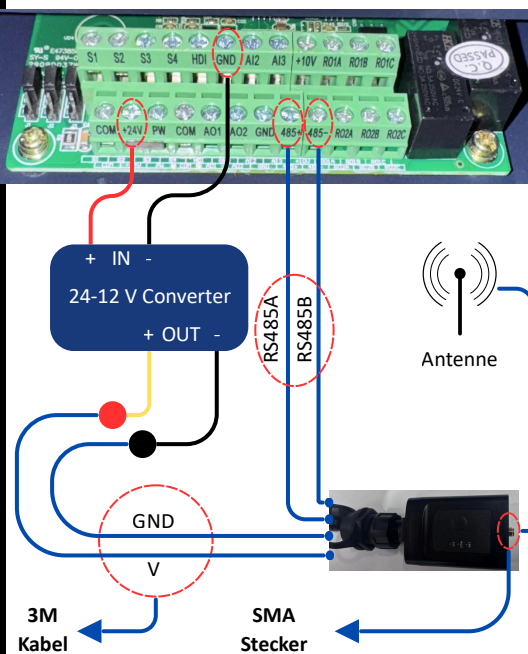 S1 S2 S3 S4 HDI GND AI2 AI3 +10V RO1A RO1B RO1C
Q.C.
PASSED
COM +24V PW COM AO1 AO2 GND 485+ 485- RO2A RO2B RO2C
+ IN -
24-12 V Converter
+ OUT -
RS485A
RS485B
Antenne
GND
V
3M
Kabel
SMA
Stecker